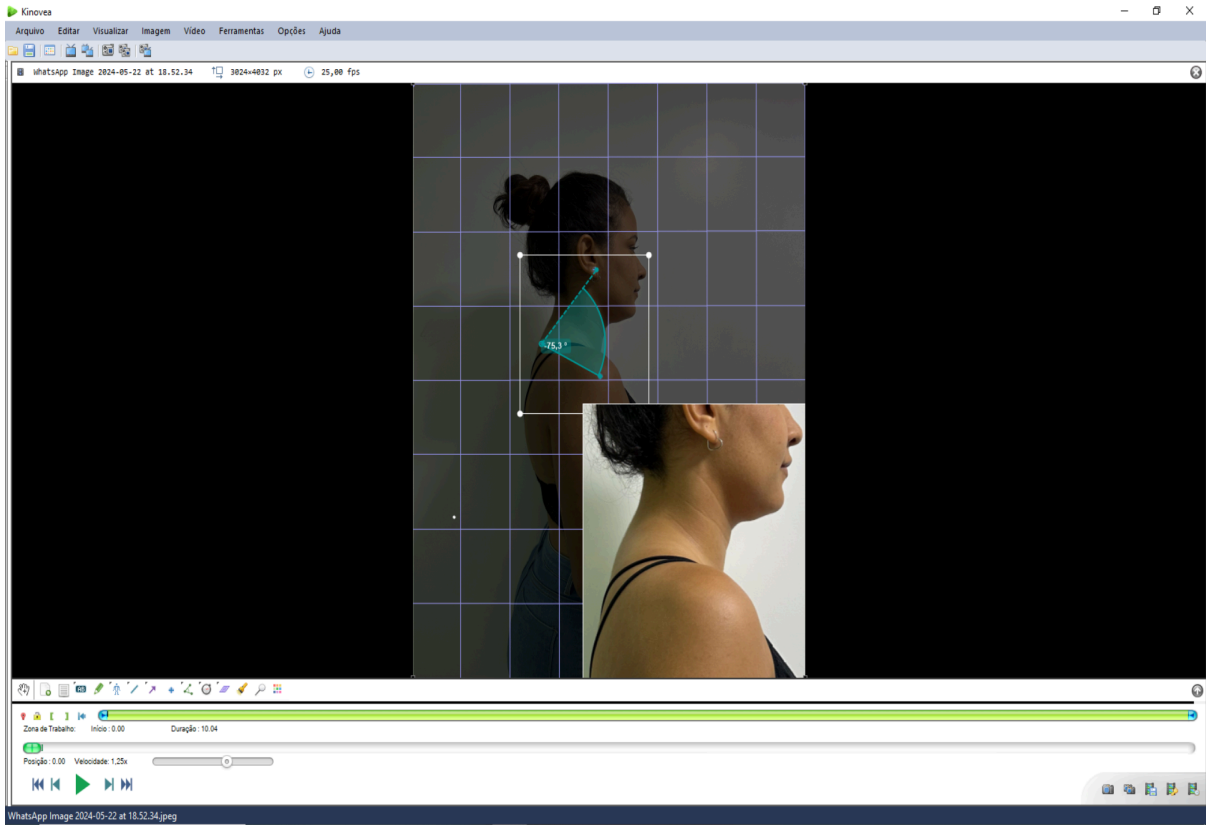 Kinovea
Arquivo Editar Visualizar Imagem Vídeo Ferramentas Opções Ajuda
WhatsApp Image 2024-05-22 at 18.52.34 3024×4032 px 25,00 fps
-75,3 °
Zona de Trabalho: Início : 0.00 Duração : 10.04
Posição : 0.00 Velocidade: 1,25x
WhatsApp Image 2024-05-22 at 18.52.34.jpeg